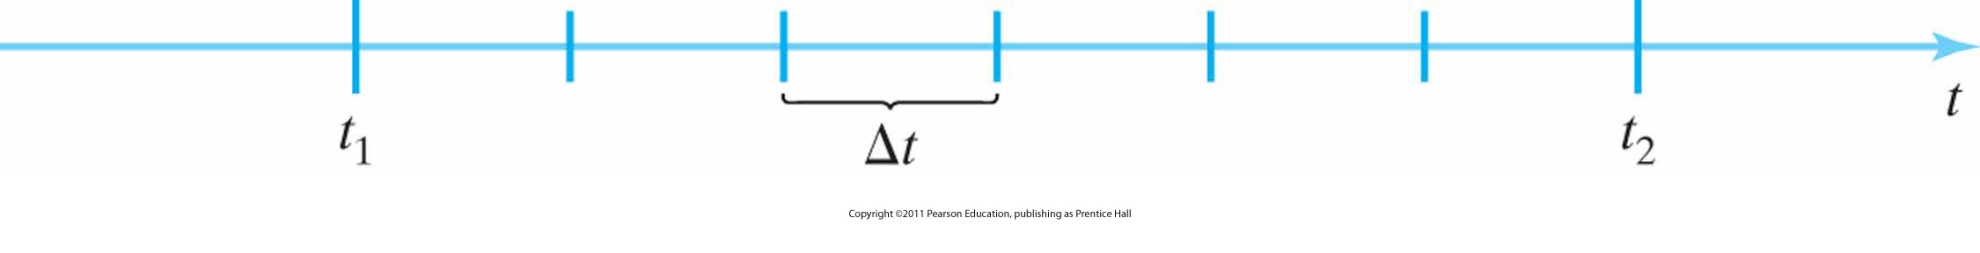 t
t₁ Δt t₂
Copyright ©2011 Pearson Education, publishing as Prentice Hall